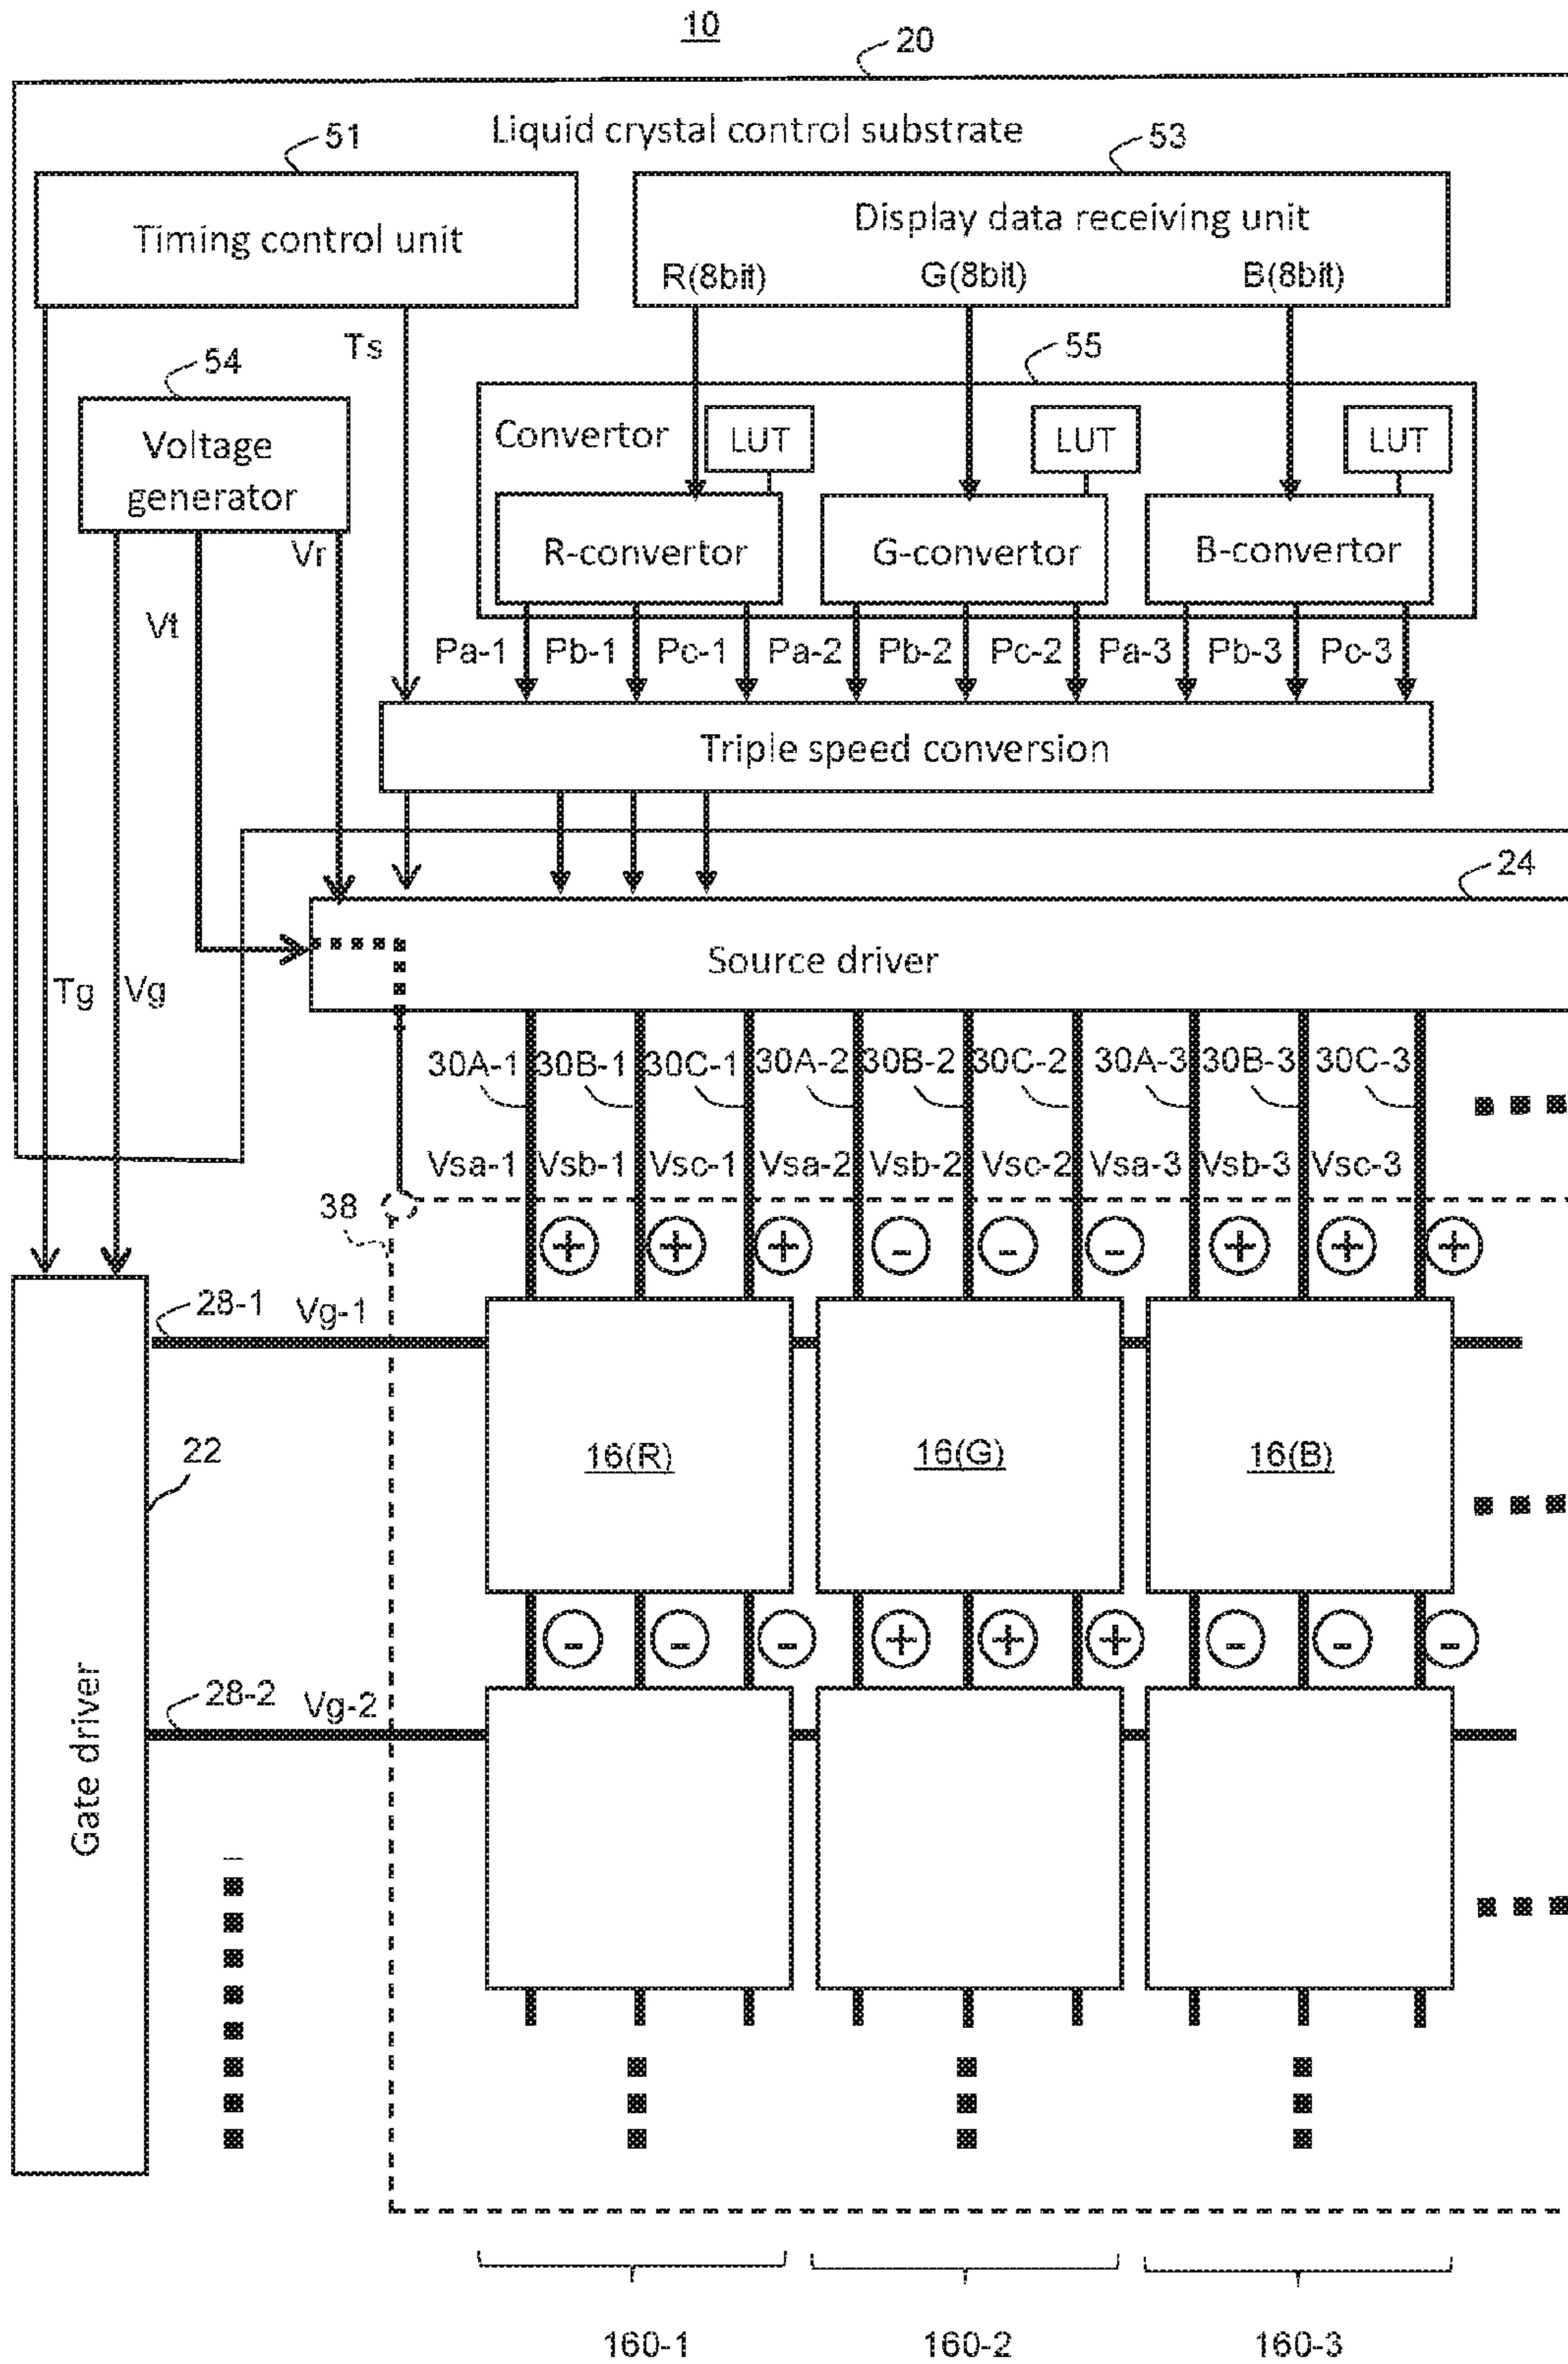 10
20
Liquid crystal control substrate
51
53
Timing control unit
Display data receiving unit
R(8bit) G(8bit) B(8bit)
Ts
54
55
Voltage
generator
Convertor
LUT LUT LUT
Vr
R-convertor G-convertor B-convertor
Vt
Pa-1 Pb-1 Pc-1 Pa-2 Pb-2 Pc-2 Pa-3 Pb-3 Pc-3
Triple speed conversion
24
Source driver
Tg Vg
30A-1 30B-1 30C-1 30A-2 30B-2 30C-2 30A-3 30B-3 30C-3
Vsa-1 Vsb-1 Vsc-1 Vsa-2 Vsb-2 Vsc-2 Vsa-3 Vsb-3 Vsc-3
38
+ + + - - - + + +
28-1 Vg-1
22
16(R) 16(G) 16(B)
- - - + + + - - -
28-2 Vg-2
Gate driver
160-1 160-2 160-3